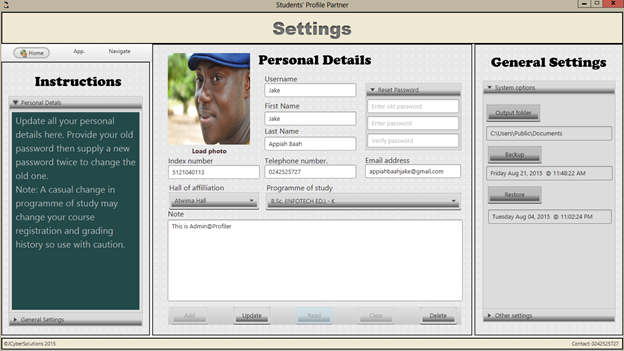 Students' Profile Partner
Settings
Home
App.
Navigate
Instructions
Personal Detals
Update all your personal
details here. Provide your old
password then supply a new
password twice to change the
old one.
Note: A casual change in
programme of study may
change your course
registration and grading
history so use with caution.
General Settings
Personal Details
Load photo
Username
Jake
First Name
Jake
Last Name
Appiah Baah
Reset Password
Enter old password
Enter password
Verify password
Index number
5121040113
Telephone number.
0242525727
Email address
appiahbaahjake@gmail.com
Hall of affilliation
Atwima Hall
Programme of study
B.Sc. (INFOTECH ED.) - K
Note
This is Admin@Profiler
Add
Update
Read
Clear
Delete
General Settings
System options
Output folder
C:\Users\Public\Documents
Backup
Friday Aug 21, 2015 @ 11:48:22 AM
Restore
Tuesday Aug 04, 2015 @ 11:02:24 PM
Other settings
©JCyberSolutions 2015
Contact: 0242525727